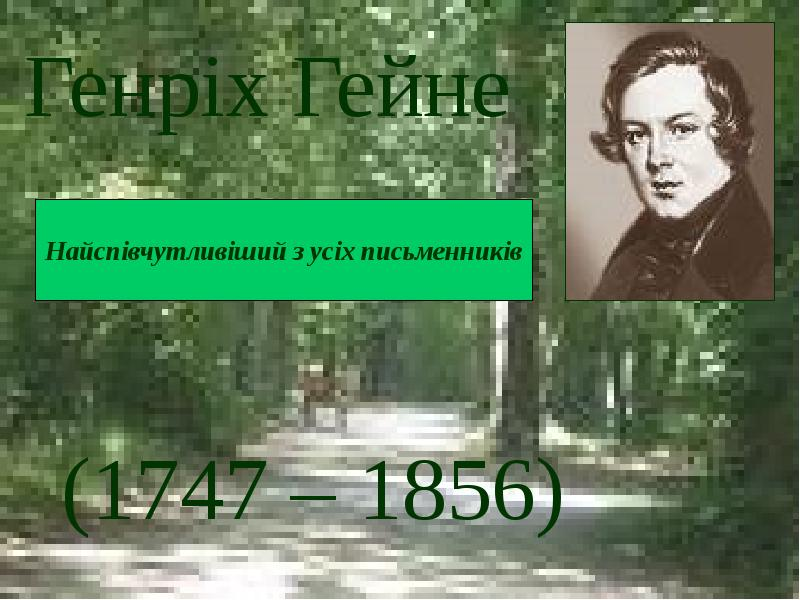 Генріх Гейне
Найспівчутливіший з усіх письменників
(1747 – 1856)